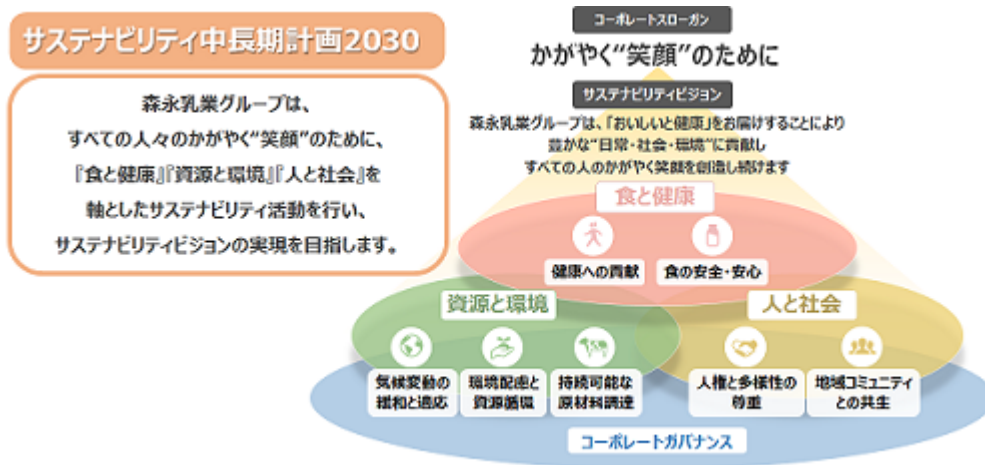 サステナビリティ中長期計画2030
森永乳業グループは、
すべての人々のかがやく“笑顔”のために、
『食と健康』『資源と環境』『人と社会』を
軸としたサステナビリティ活動を行い、
サステナビリティビジョンの実現を目指します。
コーポレートスローガン
かがやく“笑顔”のために
サステナビリティビジョン
森永乳業グループは、「おいしいと健康」をお届けすることにより
豊かな“日常・社会・環境”に貢献し
すべての人のかがやく笑顔を創造し続けます
食と健康
健康への貢献
食の安全・安心
資源と環境
気候変動の
緩和と適応
環境配慮と
資源循環
持続可能な
原材料調達
人と社会
人権と多様性の
尊重
地域コミュニティ
との共生
コーポレートガバナンス